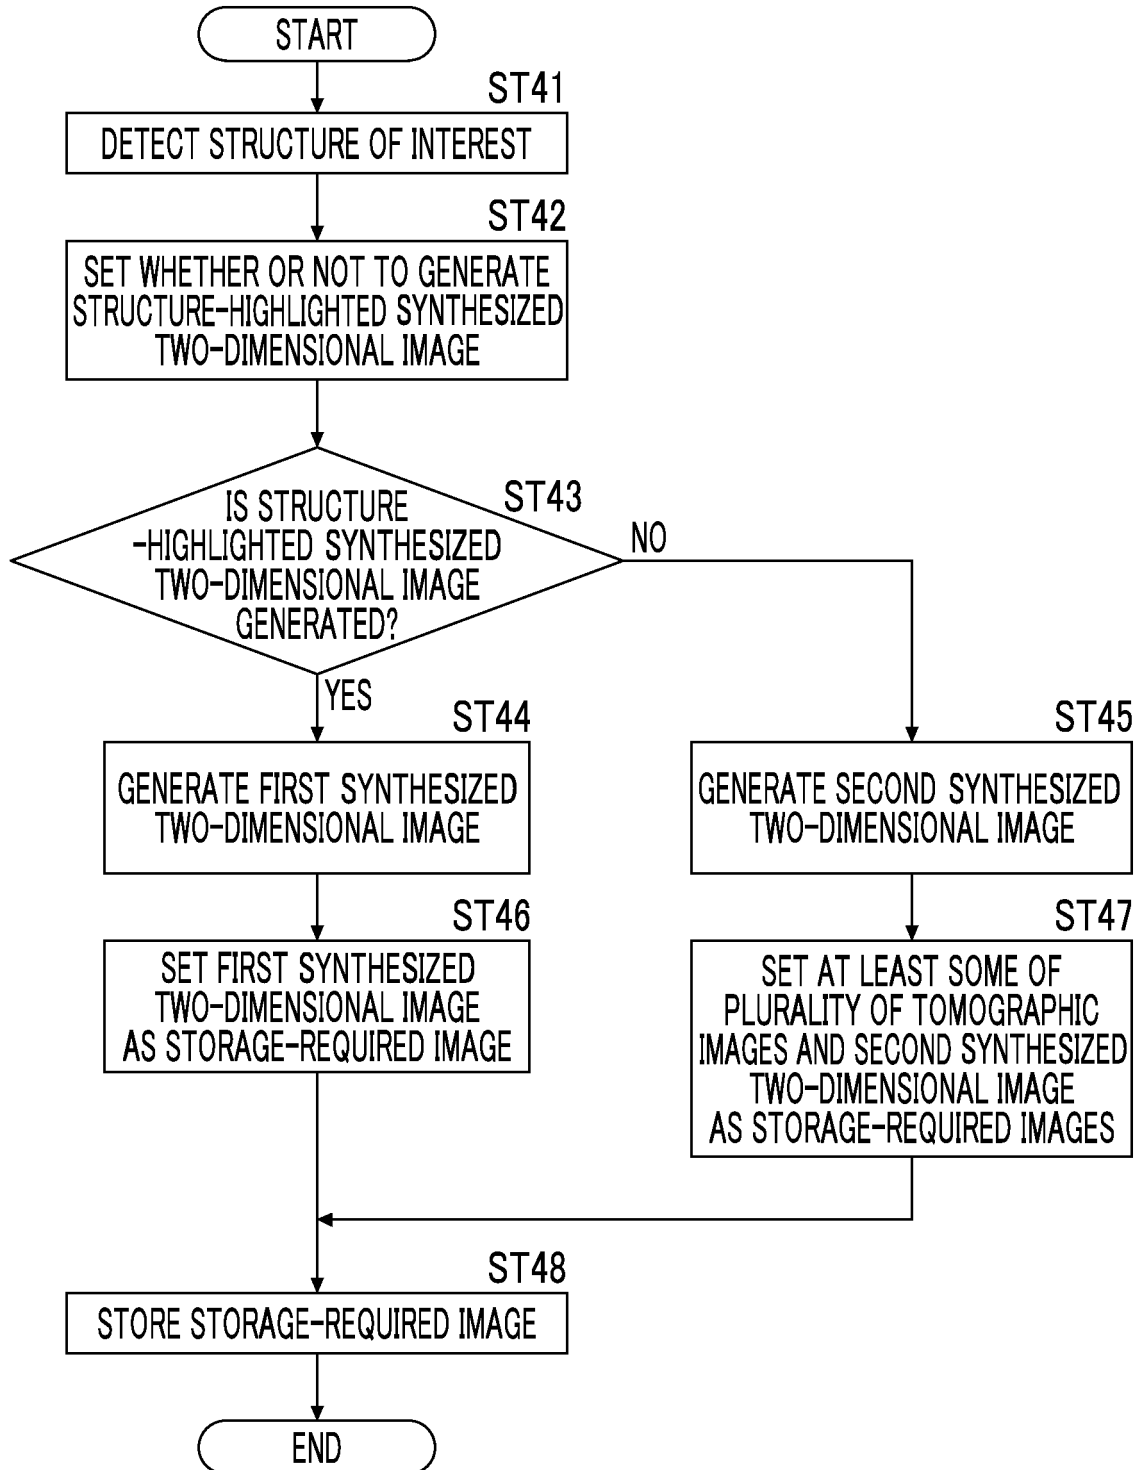 START
ST41
DETECT STRUCTURE OF INTEREST
ST42
SET WHETHER OR NOT TO GENERATE
STRUCTURE-HIGHLIGHTED SYNTHESIZED
TWO-DIMENSIONAL IMAGE
ST43
IS STRUCTURE
-HIGHLIGHTED SYNTHESIZED
TWO-DIMENSIONAL IMAGE
GENERATED?
NO
YES
ST44
GENERATE FIRST SYNTHESIZED
TWO-DIMENSIONAL IMAGE
ST45
GENERATE SECOND SYNTHESIZED
TWO-DIMENSIONAL IMAGE
ST46
SET FIRST SYNTHESIZED
TWO-DIMENSIONAL IMAGE
AS STORAGE-REQUIRED IMAGE
ST47
SET AT LEAST SOME OF
PLURALITY OF TOMOGRAPHIC
IMAGES AND SECOND SYNTHESIZED
TWO-DIMENSIONAL IMAGE
AS STORAGE-REQUIRED IMAGES
ST48
STORE STORAGE-REQUIRED IMAGE
END